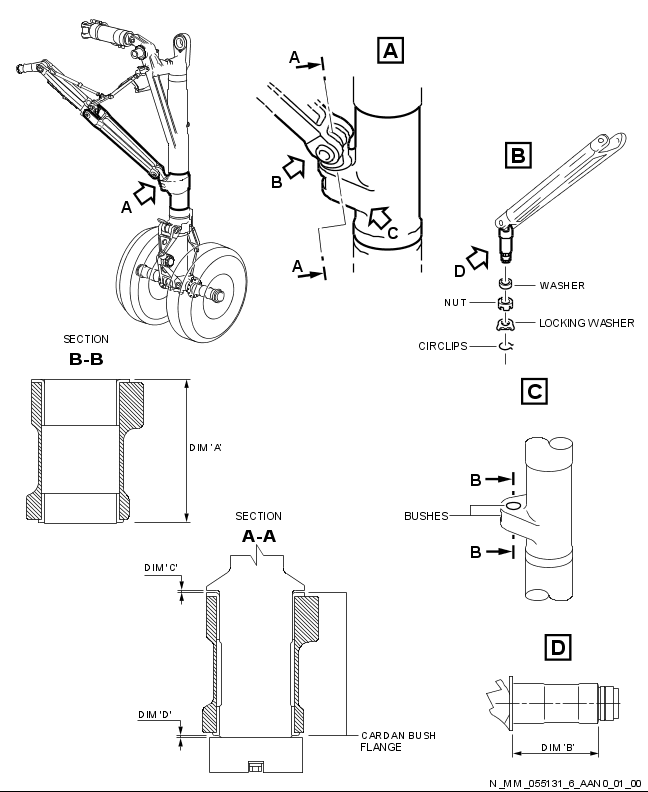 A
A
A
B
C
A
B
D
WASHER
NUT
LOCKING WASHER
CIRCLIPS
SECTION
B-B
DIM'A'
C
B
BUSHES
B
SECTION
A-A
DIM'C'
DIM'D'
CARDAN BUSH
FLANGE
D
DIM'B'
N_MM_055131_6_AAN0_01_00